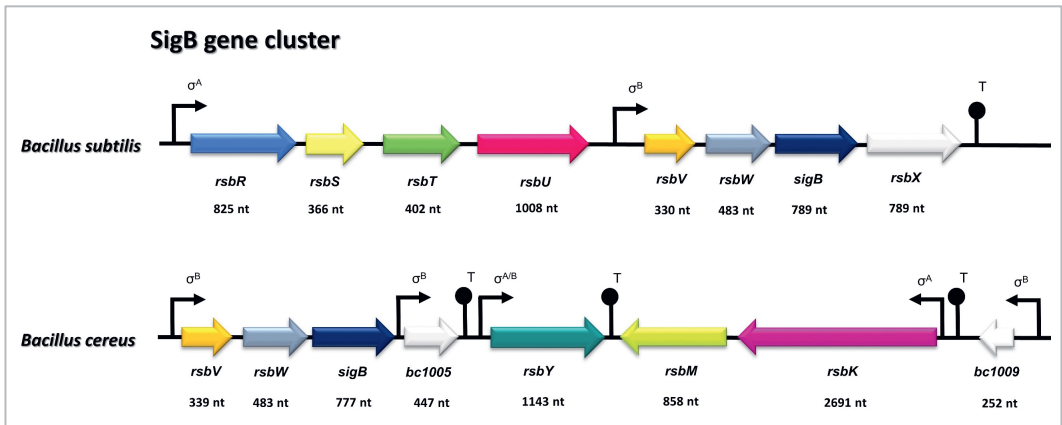 SigB gene cluster
σA σB T
Bacillus subtilis
rsbR rsbS rsbT rsbU rsbV rsbW sigB rsbX
825 nt 366 nt 402 nt 1008 nt 330 nt 483 nt 789 nt 789 nt
σB σB T σA/B T σA T σB
Bacillus cereus
rsbV rsbW sigB bc1005 rsbY rsbM rsbK bc1009
339 nt 483 nt 777 nt 447 nt 1143 nt 858 nt 2691 nt 252 nt